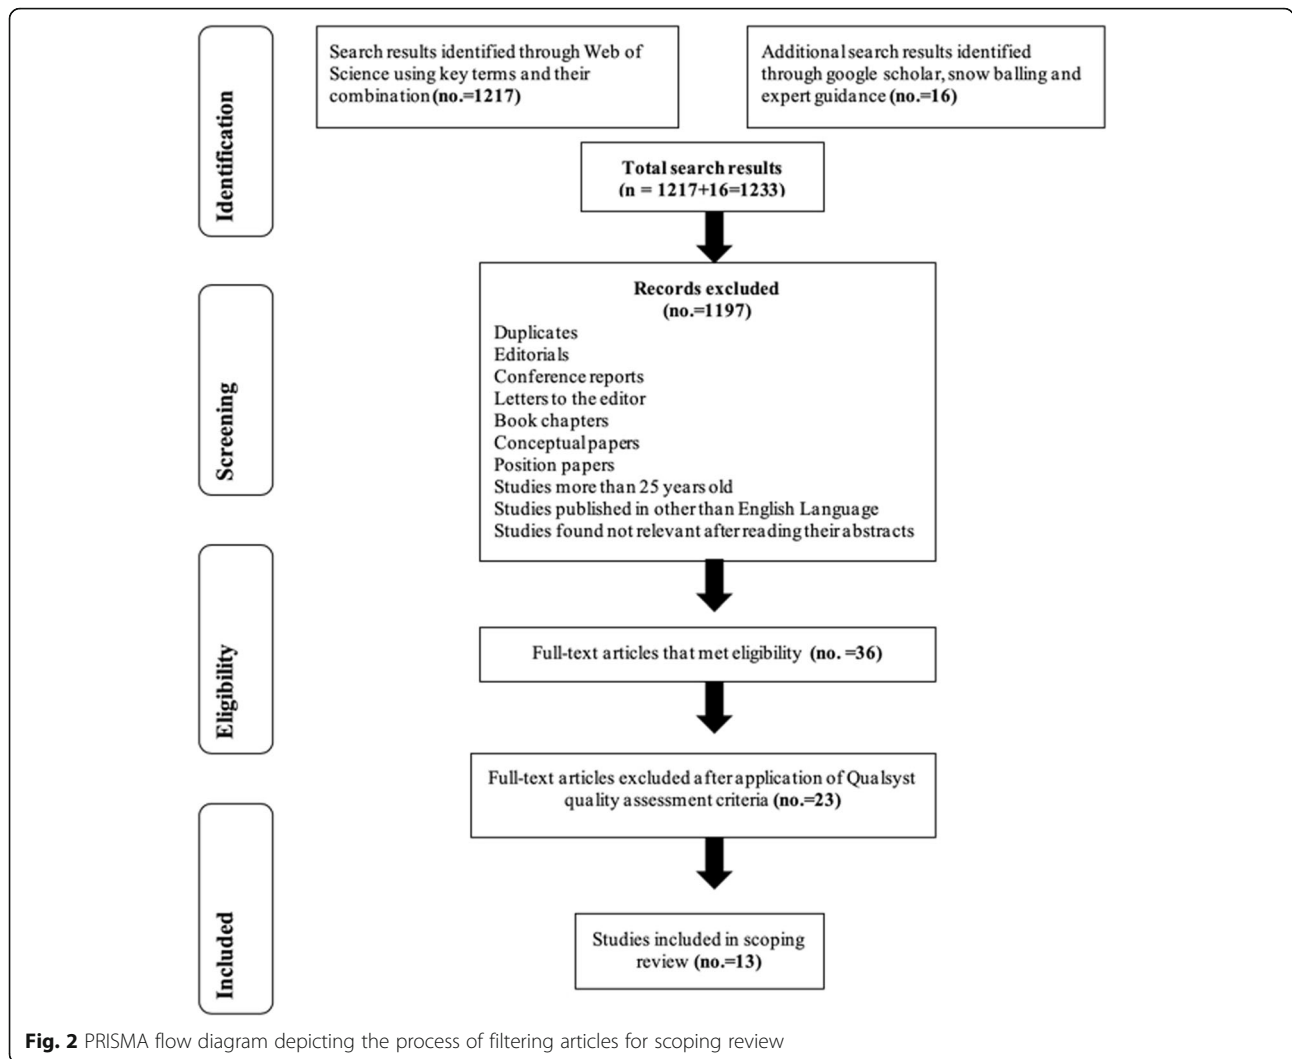 Identification
Search results identified through Web of
Science using key terms and their
combination (no.=1217)
Additional search results identified
through google scholar, snow balling and
expert guidance (no.=16)
Total search results
(n = 1217+16=1233)
Screening
Records excluded
(no.=1197)
Duplicates
Editorials
Conference reports
Letters to the editor
Book chapters
Conceptual papers
Position papers
Studies more than 25 years old
Studies published in other than English Language
Studies found not relevant after reading their abstracts
Eligibility
Full-text articles that met eligibility (no. =36)
Full-text articles excluded after application of Qualsyst
quality assessment criteria (no.=23)
Included
Studies included in scoping
review (no.=13)
Fig. 2 PRISMA flow diagram depicting the process of filtering articles for scoping review